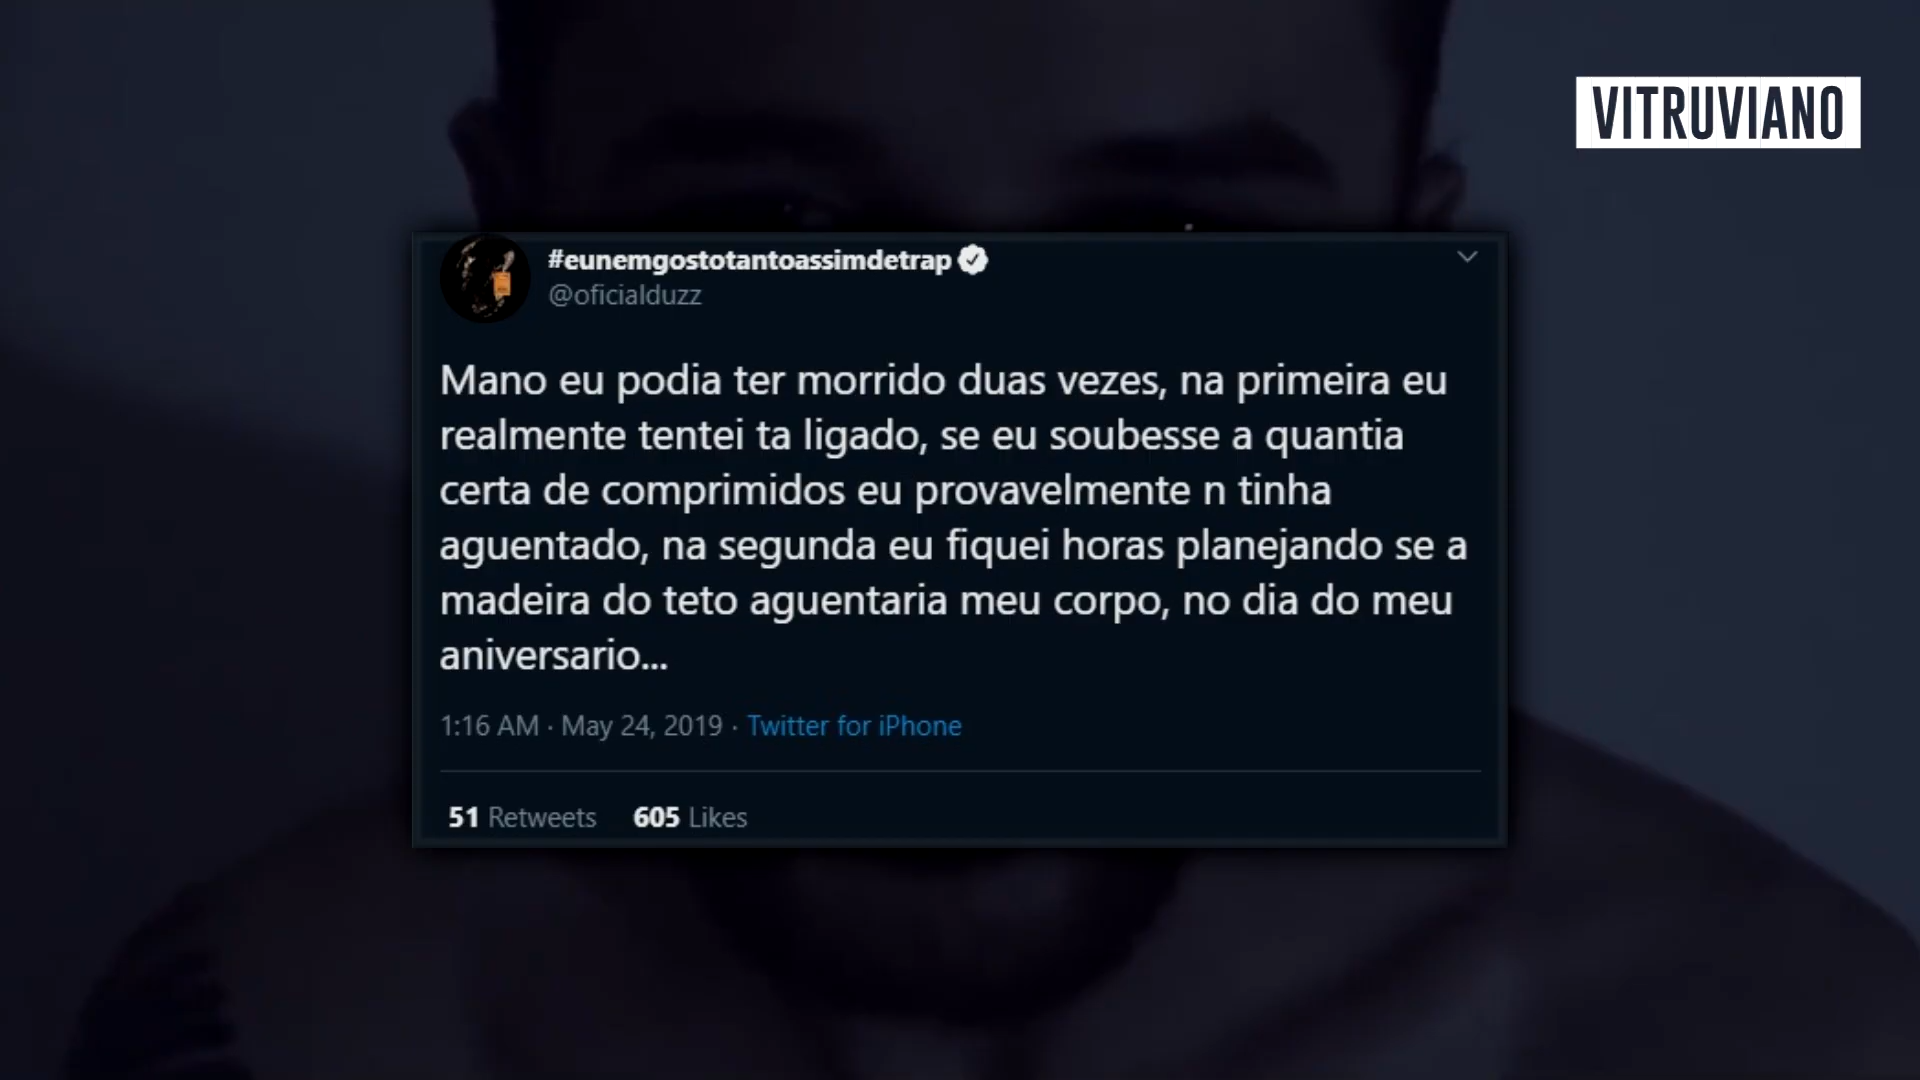 VITRUVIANO
#eunemgostotantoassimdetrap
@oficialduzz
Mano eu podia ter morrido duas vezes, na primeira eu
realmente tentei ta ligado, se eu soubesse a quantia
certa de comprimidos eu provavelmente n tinha
aguentado, na segunda eu fiquei horas planejando se a
madeira do teto aguentaria meu corpo, no dia do meu
aniversario...
1:16 AM · May 24, 2019 · Twitter for iPhone
51 Retweets 605 Likes